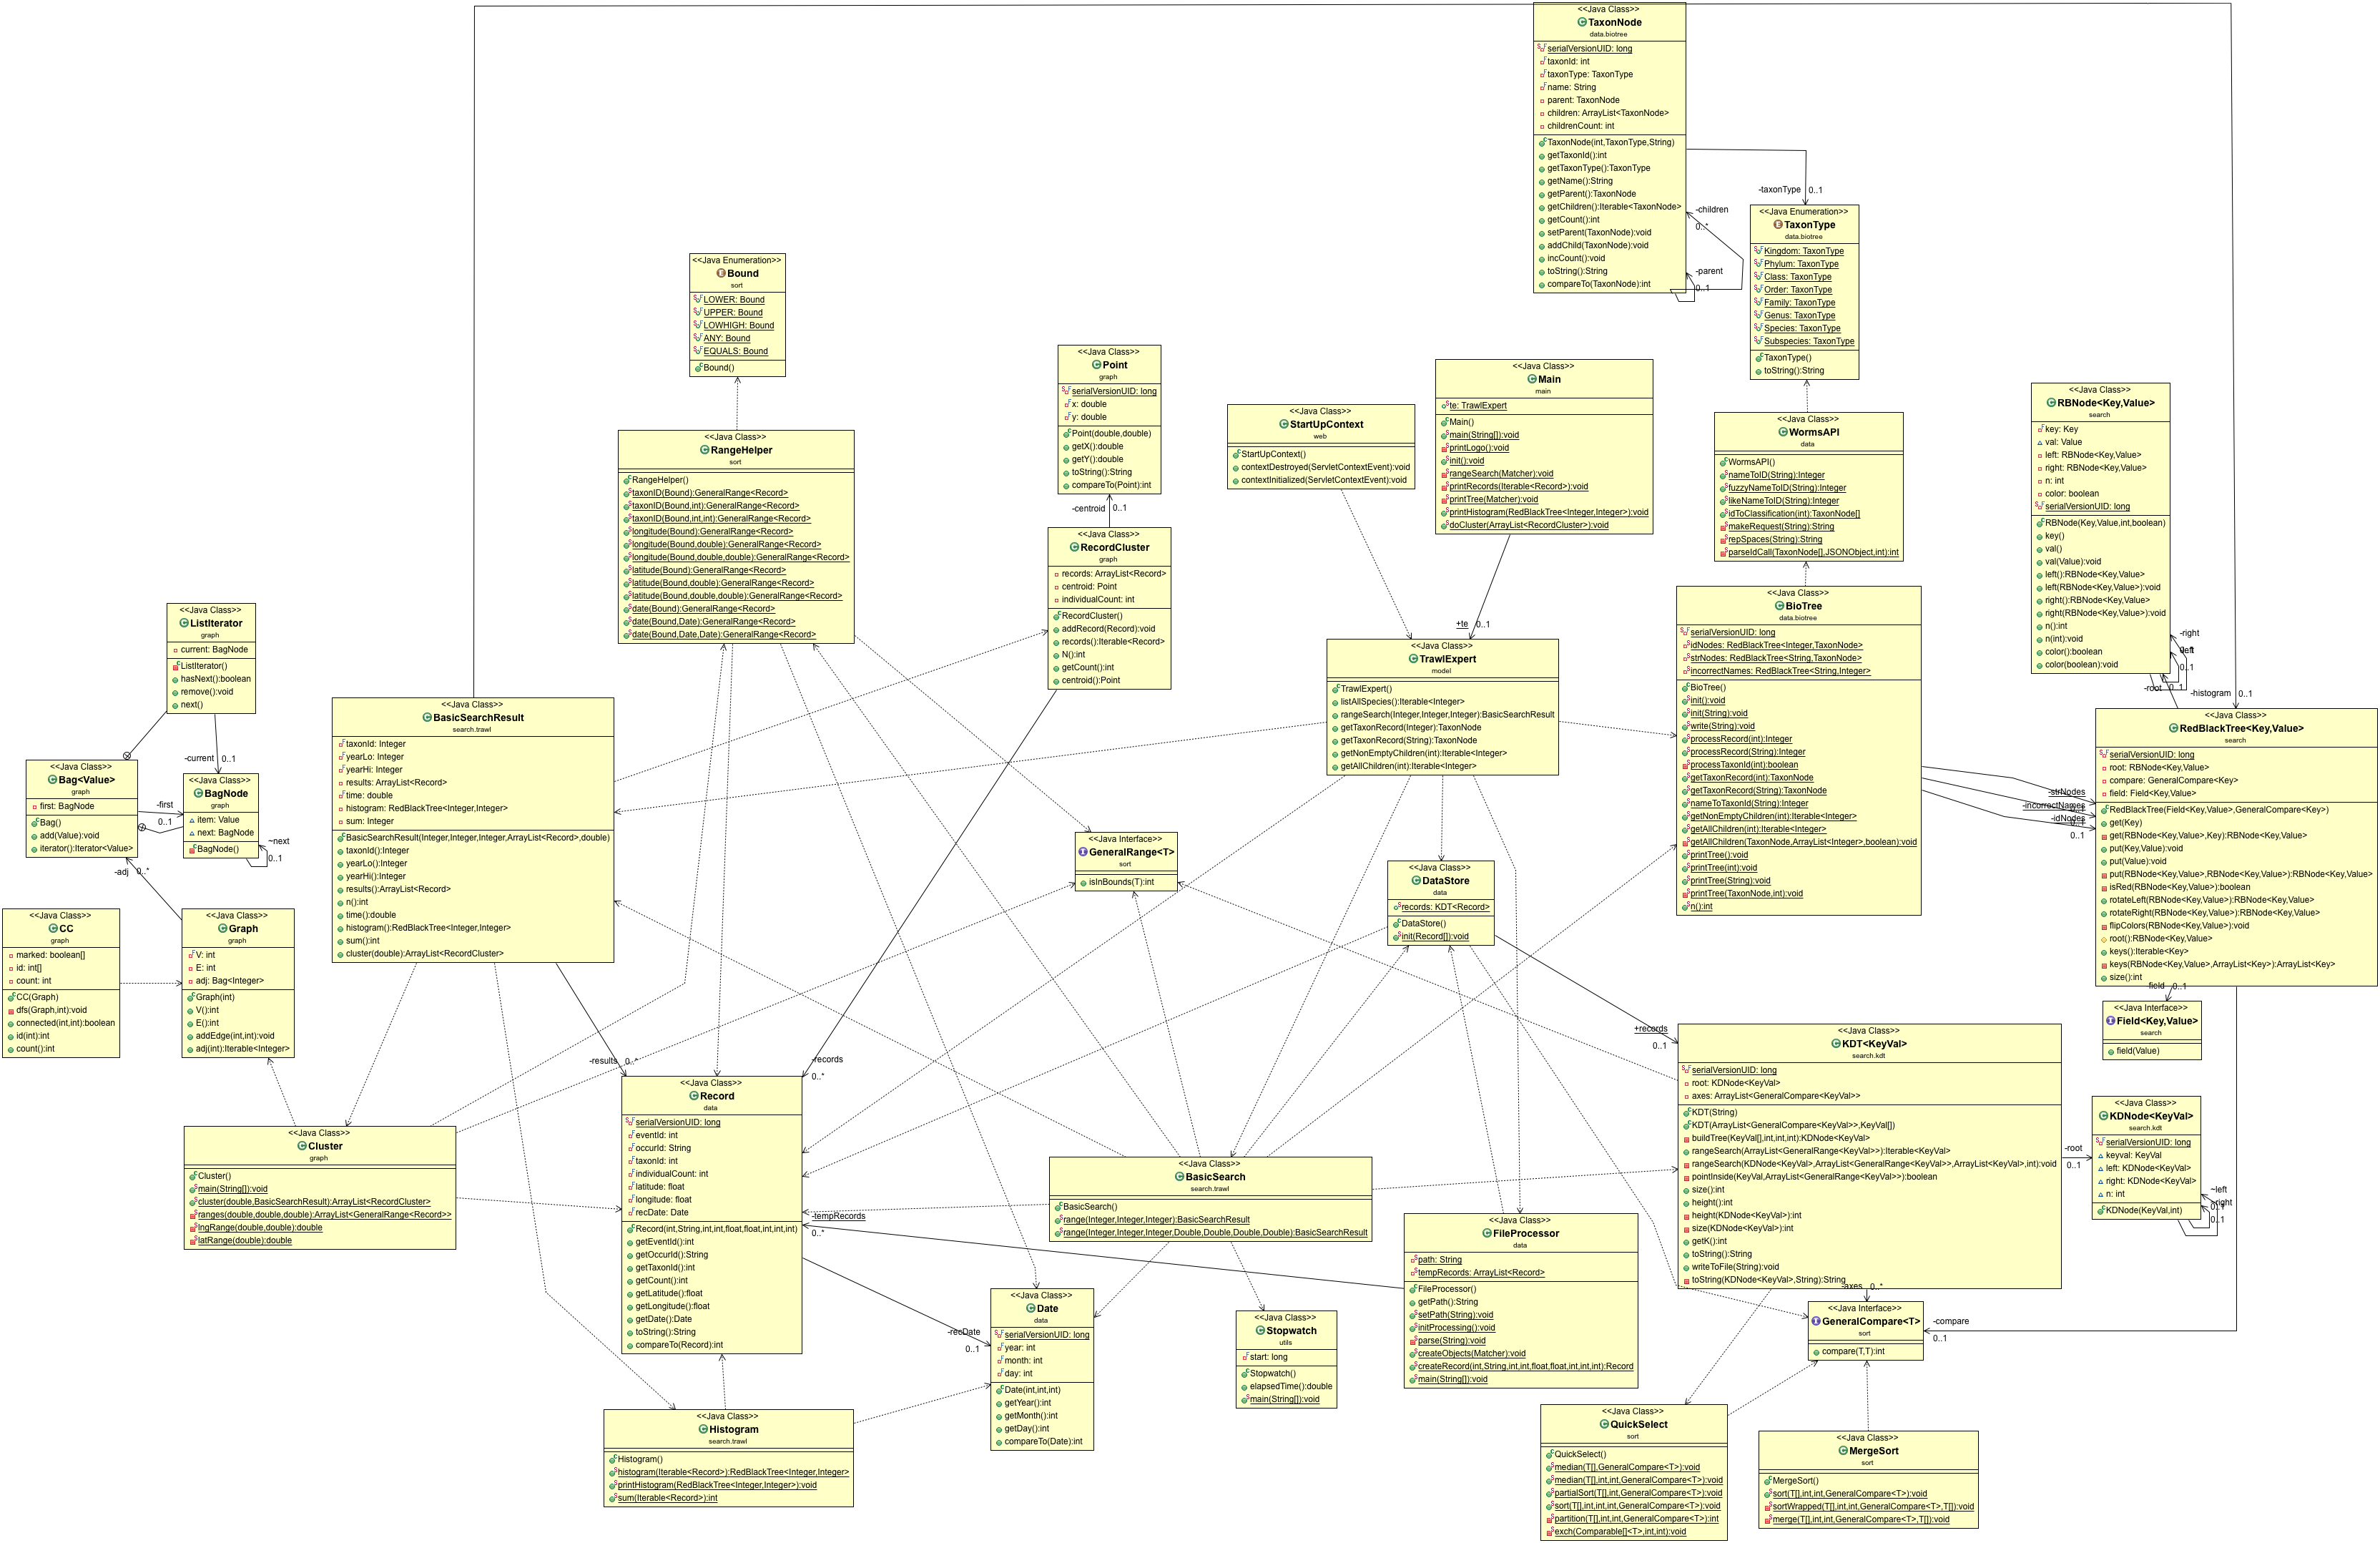 <<Java Class>>
TaxonNode
data.biotree
serialVersionUID: long
taxonId: int
taxonType: TaxonType
name: String
parent: TaxonNode
children: ArrayList<TaxonNode>
childrenCount: int
TaxonNode(int,TaxonType,String)
getTaxonId():int
getTaxonType():TaxonType
getName():String
getParent():TaxonNode
getChildren():Iterable<TaxonNode>
getCount():int
setParent(TaxonNode):void
addChild(TaxonNode):void
incCount():void
toString():String
compareTo(TaxonNode):int
-taxonType 0..1
-children
0..*
-parent
0..1
<<Java Enumeration>>
TaxonType
data.biotree
Kingdom: TaxonType
Phylum: TaxonType
Class: TaxonType
Order: TaxonType
Family: TaxonType
Genus: TaxonType
Species: TaxonType
Subspecies: TaxonType
TaxonType()
toString():String
<<Java Enumeration>>
Bound
sort
LOWER: Bound
UPPER: Bound
LOWHIGH: Bound
ANY: Bound
EQUALS: Bound
Bound()
<<Java Class>>
Point
graph
serialVersionUID: long
x: double
y: double
Point(double,double)
getX():double
getY():double
toString():String
compareTo(Point):int
-centroid 0..1
<<Java Class>>
Main
main
te: TrawlExpert
Main()
main(String[]):void
printLogo():void
init():void
rangeSearch(Matcher):void
printRecords(Iterable<Record>):void
printTree(Matcher):void
printHistogram(RedBlackTree<Integer,Integer>):void
doCluster(ArrayList<RecordCluster>):void
+te 0..1
<<Java Class>>
StartUpContext
web
StartUpContext()
contextDestroyed(ServletContextEvent):void
contextInitialized(ServletContextEvent):void
<<Java Class>>
WormsAPI
data
WormsAPI()
nameToID(String):Integer
fuzzyNameToID(String):Integer
likeNameToID(String):Integer
idToClassification(int):TaxonNode[]
makeRequest(String):String
repSpaces(String):String
parseIdCall(TaxonNode[],JSONObject,int):int
<<Java Class>>
RBNode<Key,Value>
search
key: Key
val: Value
left: RBNode<Key,Value>
right: RBNode<Key,Value>
n: int
color: boolean
serialVersionUID: long
RBNode(Key,Value,int,boolean)
key()
val()
val(Value):void
left():RBNode<Key,Value>
left(RBNode<Key,Value>):void
right():RBNode<Key,Value>
right(RBNode<Key,Value>):void
n():int
n(int):void
color():boolean
color(boolean):void
-right
0..1
-root 0..1
-histogram 0..1
<<Java Class>>
RangeHelper
sort
RangeHelper()
taxonID(Bound):GeneralRange<Record>
taxonID(Bound,int):GeneralRange<Record>
taxonID(Bound,int,int):GeneralRange<Record>
longitude(Bound):GeneralRange<Record>
longitude(Bound,double):GeneralRange<Record>
longitude(Bound,double,double):GeneralRange<Record>
latitude(Bound):GeneralRange<Record>
latitude(Bound,double):GeneralRange<Record>
latitude(Bound,double,double):GeneralRange<Record>
date(Bound):GeneralRange<Record>
date(Bound,Date):GeneralRange<Record>
date(Bound,Date,Date):GeneralRange<Record>
<<Java Class>>
RecordCluster
graph
records: ArrayList<Record>
centroid: Point
individualCount: int
RecordCluster()
addRecord(Record):void
records():Iterable<Record>
N():int
getCount():int
centroid():Point
<<Java Class>>
BioTree
data.biotree
serialVersionUID: long
idNodes: RedBlackTree<Integer,TaxonNode>
strNodes: RedBlackTree<String,TaxonNode>
incorrectNames: RedBlackTree<String,Integer>
BioTree()
init():void
init(String):void
write(String):void
processRecord(int):Integer
processRecord(String):Integer
processTaxonId(int):boolean
getTaxonRecord(int):TaxonNode
getTaxonRecord(String):TaxonNode
nameToTaxonId(String):Integer
getNonEmptyChildren(int):Iterable<Integer>
getAllChildren(int):Iterable<Integer>
getAllChildren(TaxonNode,ArrayList<Integer>,boolean):void
printTree():void
printTree(int):void
printTree(String):void
printTree(TaxonNode,int):void
n():int
-strNodes
-incorrectNames
-idNodes
0..1
<<Java Class>>
ListIterator
graph
current: BagNode
ListIterator()
hasNext():boolean
remove():void
next()
-current 0..1
<<Java Class>>
TrawlExpert
model
TrawlExpert()
listAllSpecies():Iterable<Integer>
rangeSearch(Integer,Integer,Integer):BasicSearchResult
getTaxonRecord(Integer):TaxonNode
getTaxonRecord(String):TaxonNode
getNonEmptyChildren(int):Iterable<Integer>
getAllChildren(int):Iterable<Integer>
<<Java Class>>
BasicSearchResult
search.trawl
taxonId: Integer
yearLo: Integer
yearHi: Integer
results: ArrayList<Record>
time: double
histogram: RedBlackTree<Integer,Integer>
sum: Integer
BasicSearchResult(Integer,Integer,Integer,ArrayList<Record>,double)
taxonId():Integer
yearLo():Integer
yearHi():Integer
results():ArrayList<Record>
n():int
time():double
histogram():RedBlackTree<Integer,Integer>
sum():int
cluster(double):ArrayList<RecordCluster>
<<Java Class>>
RedBlackTree<Key,Value>
search
serialVersionUID: long
root: RBNode<Key,Value>
compare: GeneralCompare<Key>
field: Field<Key,Value>
RedBlackTree(Field<Key,Value>,GeneralCompare<Key>)
get(Key)
get(RBNode<Key,Value>,Key):RBNode<Key,Value>
put(Key,Value):void
put(Value):void
put(RBNode<Key,Value>,RBNode<Key,Value>):RBNode<Key,Value>
isRed(RBNode<Key,Value>):boolean
rotateLeft(RBNode<Key,Value>):RBNode<Key,Value>
rotateRight(RBNode<Key,Value>):RBNode<Key,Value>
flipColors(RBNode<Key,Value>):void
root():RBNode<Key,Value>
keys():Iterable<Key>
keys(RBNode<Key,Value>,ArrayList<Key>):ArrayList<Key>
size():int
<<Java Class>>
Bag<Value>
graph
first: BagNode
Bag()
add(Value):void
iterator():Iterator<Value>
-first
0..1
<<Java Class>>
BagNode
graph
item: Value
next: BagNode
BagNode()
~next
0..1
-adj 0..*
<<Java Interface>>
GeneralRange<T>
sort
isInBounds(T):int
<<Java Class>>
DataStore
data
records: KDT<Record>
DataStore()
init(Record[]):void
<<Java Class>>
CC
graph
marked: boolean[]
id: int[]
count: int
CC(Graph)
dfs(Graph,int):void
connected(int,int):boolean
id(int):int
count():int
<<Java Class>>
Graph
graph
V: int
E: int
adj: Bag<Integer>
Graph(int)
V():int
E():int
addEdge(int,int):void
adj(int):Iterable<Integer>
field 0..1
<<Java Interface>>
Field<Key,Value>
search
field(Value)
+records
0..1
<<Java Class>>
KDT<KeyVal>
search.kdt
serialVersionUID: long
root: KDNode<KeyVal>
axes: ArrayList<GeneralCompare<KeyVal>>
KDT(String)
KDT(ArrayList<GeneralCompare<KeyVal>>,KeyVal[])
buildTree(KeyVal[],int,int,int):KDNode<KeyVal>
rangeSearch(ArrayList<GeneralRange<KeyVal>>):Iterable<KeyVal>
rangeSearch(KDNode<KeyVal>,ArrayList<GeneralRange<KeyVal>>,ArrayList<KeyVal>,int):void
pointInside(KeyVal,ArrayList<GeneralRange<KeyVal>>):boolean
size():int
height():int
height(KDNode<KeyVal>):int
size(KDNode<KeyVal>):int
getK():int
toString():String
writeToFile(String):void
toString(KDNode<KeyVal>,String):String
-root
0..1
<<Java Class>>
KDNode<KeyVal>
search.kdt
serialVersionUID: long
keyval: KeyVal
left: KDNode<KeyVal>
right: KDNode<KeyVal>
n: int
KDNode(KeyVal,int)
~left
0..1
-results 0..*
-records
0..*
<<Java Class>>
Record
data
serialVersionUID: long
eventId: int
occurId: String
taxonId: int
individualCount: int
latitude: float
longitude: float
recDate: Date
Record(int,String,int,int,float,float,int,int,int)
getEventId():int
getOccurId():String
getTaxonId():int
getCount():int
getLatitude():float
getLongitude():float
getDate():Date
toString():String
compareTo(Record):int
<<Java Class>>
Cluster
graph
Cluster()
main(String[]):void
cluster(double,BasicSearchResult):ArrayList<RecordCluster>
ranges(double,double,double):ArrayList<GeneralRange<Record>>
lngRange(double,double):double
latRange(double):double
<<Java Class>>
BasicSearch
search.trawl
BasicSearch()
range(Integer,Integer,Integer):BasicSearchResult
range(Integer,Integer,Integer,Double,Double,Double,Double):BasicSearchResult
-tempRecords
0..*
<<Java Class>>
FileProcessor
data
path: String
tempRecords: ArrayList<Record>
FileProcessor()
getPath():String
setPath(String):void
initProcessing():void
parse(String):void
createObjects(Matcher):void
createRecord(int,String,int,int,float,float,int,int,int):Record
main(String[]):void
-recDate
0..1
<<Java Class>>
Date
data
serialVersionUID: long
year: int
month: int
day: int
Date(int,int,int)
getYear():int
getMonth():int
getDay():int
compareTo(Date):int
<<Java Class>>
Stopwatch
utils
start: long
Stopwatch()
elapsedTime():double
main(String[]):void
-axes 0..*
<<Java Interface>>
GeneralCompare<T>
sort
compare(T,T):int
-compare
0..1
<<Java Class>>
Histogram
search.trawl
Histogram()
histogram(Iterable<Record>):RedBlackTree<Integer,Integer>
printHistogram(RedBlackTree<Integer,Integer>):void
sum(Iterable<Record>):int
<<Java Class>>
QuickSelect
sort
QuickSelect()
median(T[],GeneralCompare<T>):void
median(T[],int,int,GeneralCompare<T>):void
partialSort(T[],int,GeneralCompare<T>):void
sort(T[],int,int,int,GeneralCompare<T>):void
partition(T[],int,int,GeneralCompare<T>):int
exch(Comparable[]<T>,int,int):void
<<Java Class>>
MergeSort
sort
MergeSort()
sort(T[],int,int,GeneralCompare<T>):void
sortWrapped(T[],int,int,GeneralCompare<T>,T[]):void
merge(T[],int,int,GeneralCompare<T>,T[]):void